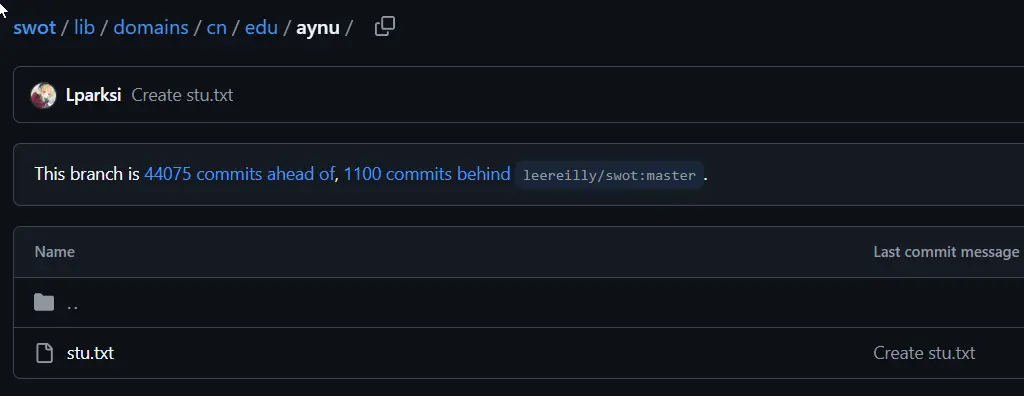 swot / lib / domains / cn / edu / aynu /
Lparksi Create stu.txt
This branch is 44075 commits ahead of, 1100 commits behind leereilly/swot:master .
Name Last commit message
..
stu.txt Create stu.txt